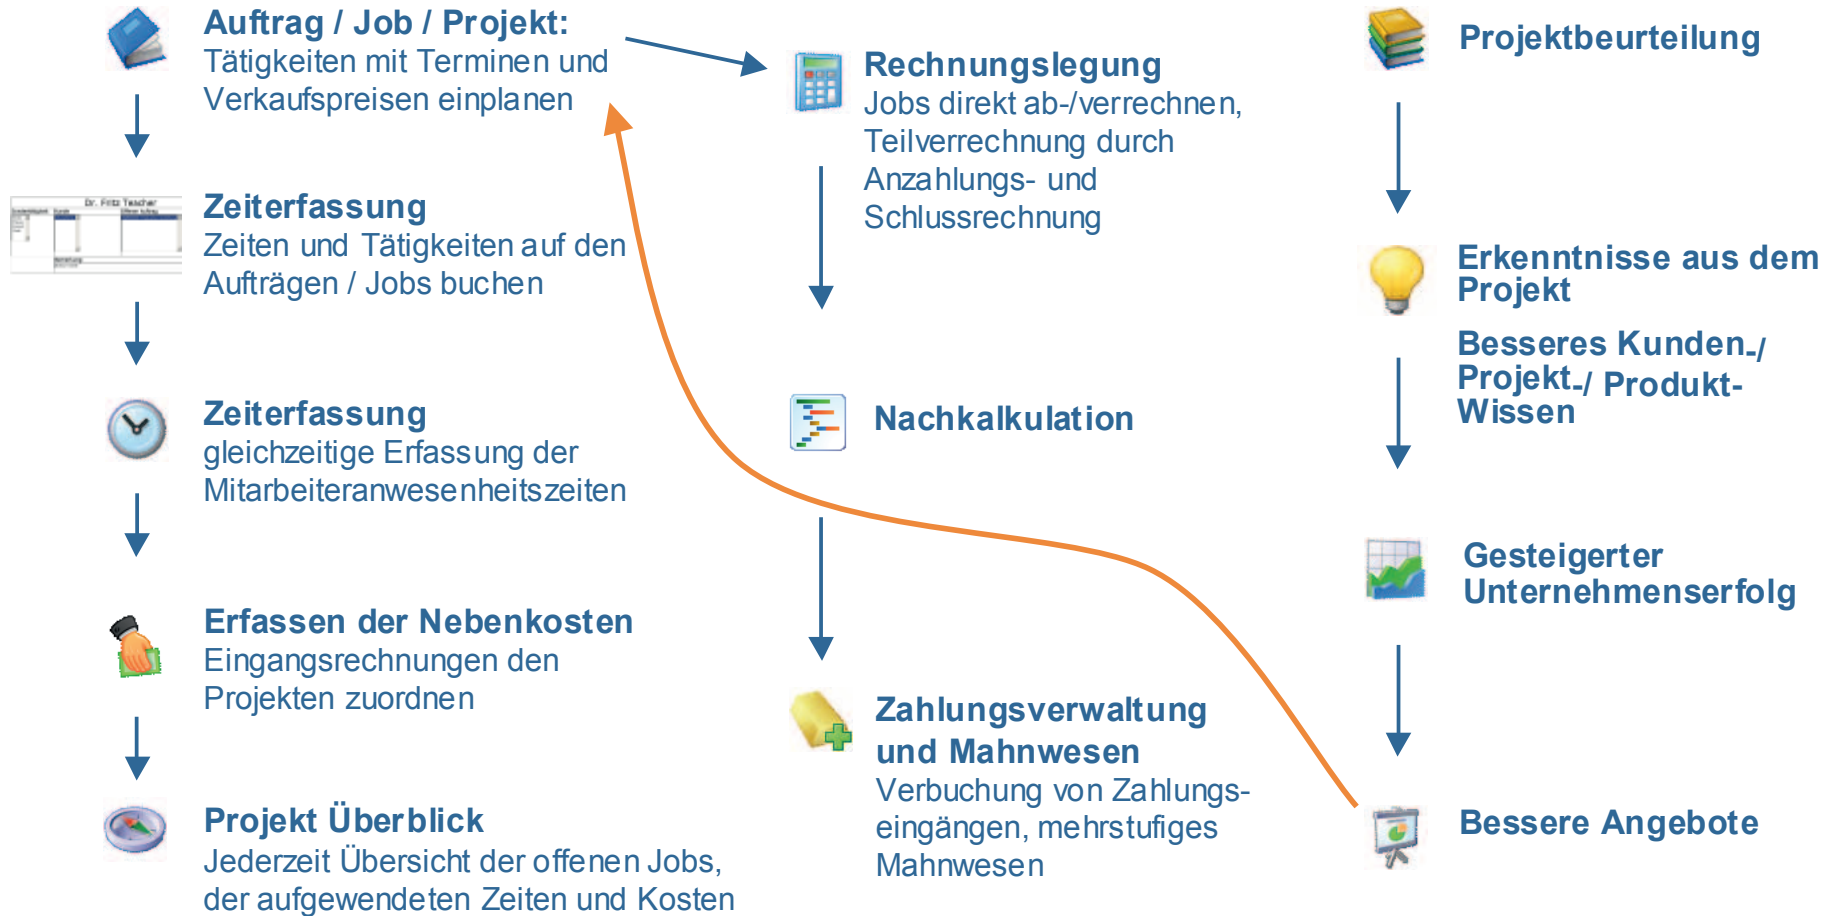 Auftrag / Job / Projekt:
Tätigkeiten mit Terminen und
Verkaufspreisen einplanen
Dr. Fritz Teacher
Zeiterfassung
Zeiten und Tätigkeiten auf den
Aufträgen / Jobs buchen
Zeiterfassung
gleichzeitige Erfassung der
Mitarbeiteranwesenheitszeiten
Erfassen der Nebenkosten
Eingangsrechnungen den
Projekten zuordnen
Projekt Überblick
Jederzeit Übersicht der offenen Jobs,
der aufgewendeten Zeiten und Kosten
Rechnungslegung
Jobs direkt ab-/verrechnen,
Teilverrechnung durch
Anzahlungs- und
Schlussrechnung
Nachkalkulation
Zahlungsverwaltung
und Mahnwesen
Verbuchung von Zahlungs-
eingängen, mehrstufiges
Mahnwesen
Projektbeurteilung
Erkenntnisse aus dem
Projekt
Besseres Kunden-/
Projekt-/ Produkt-
Wissen
Gesteigerter
Unternehmenserfolg
Bessere Angebote